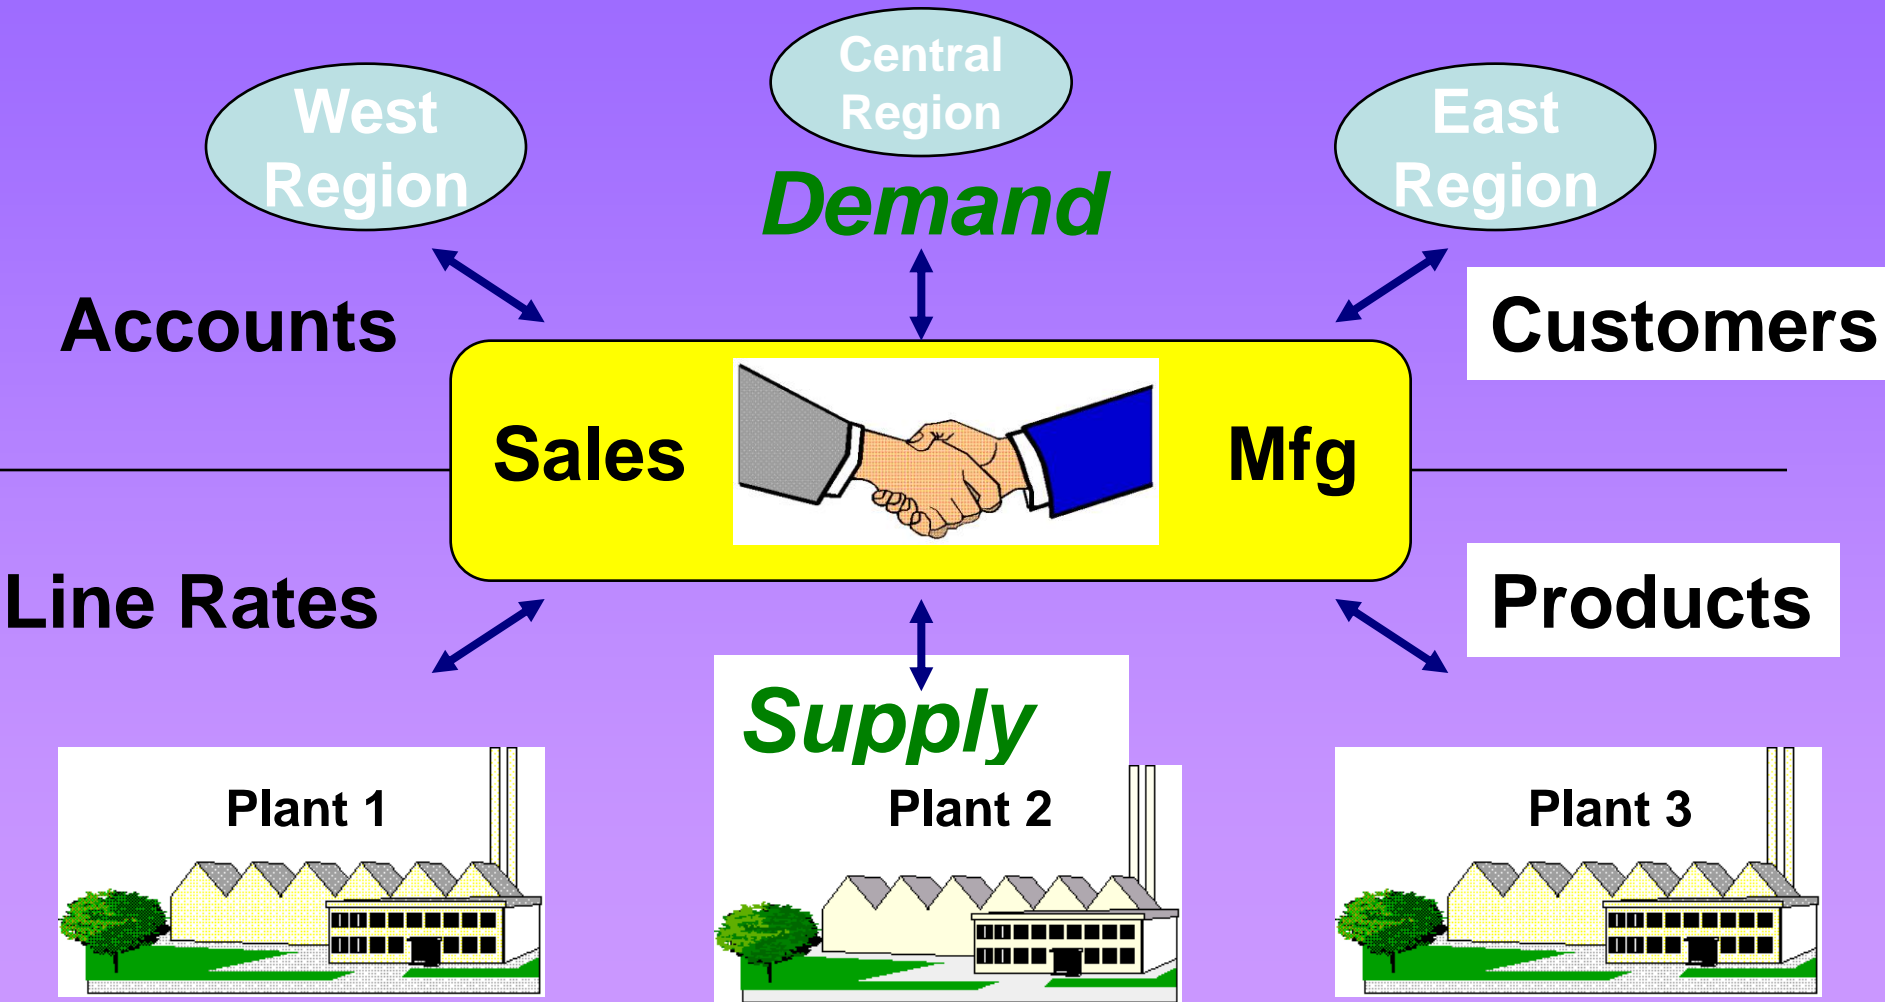 Central
Region
West
Region
East
Region
Demand
Accounts
Customers
Sales
Mfg
Line Rates
Products
Supply
Plant 1
Plant 2
Plant 3